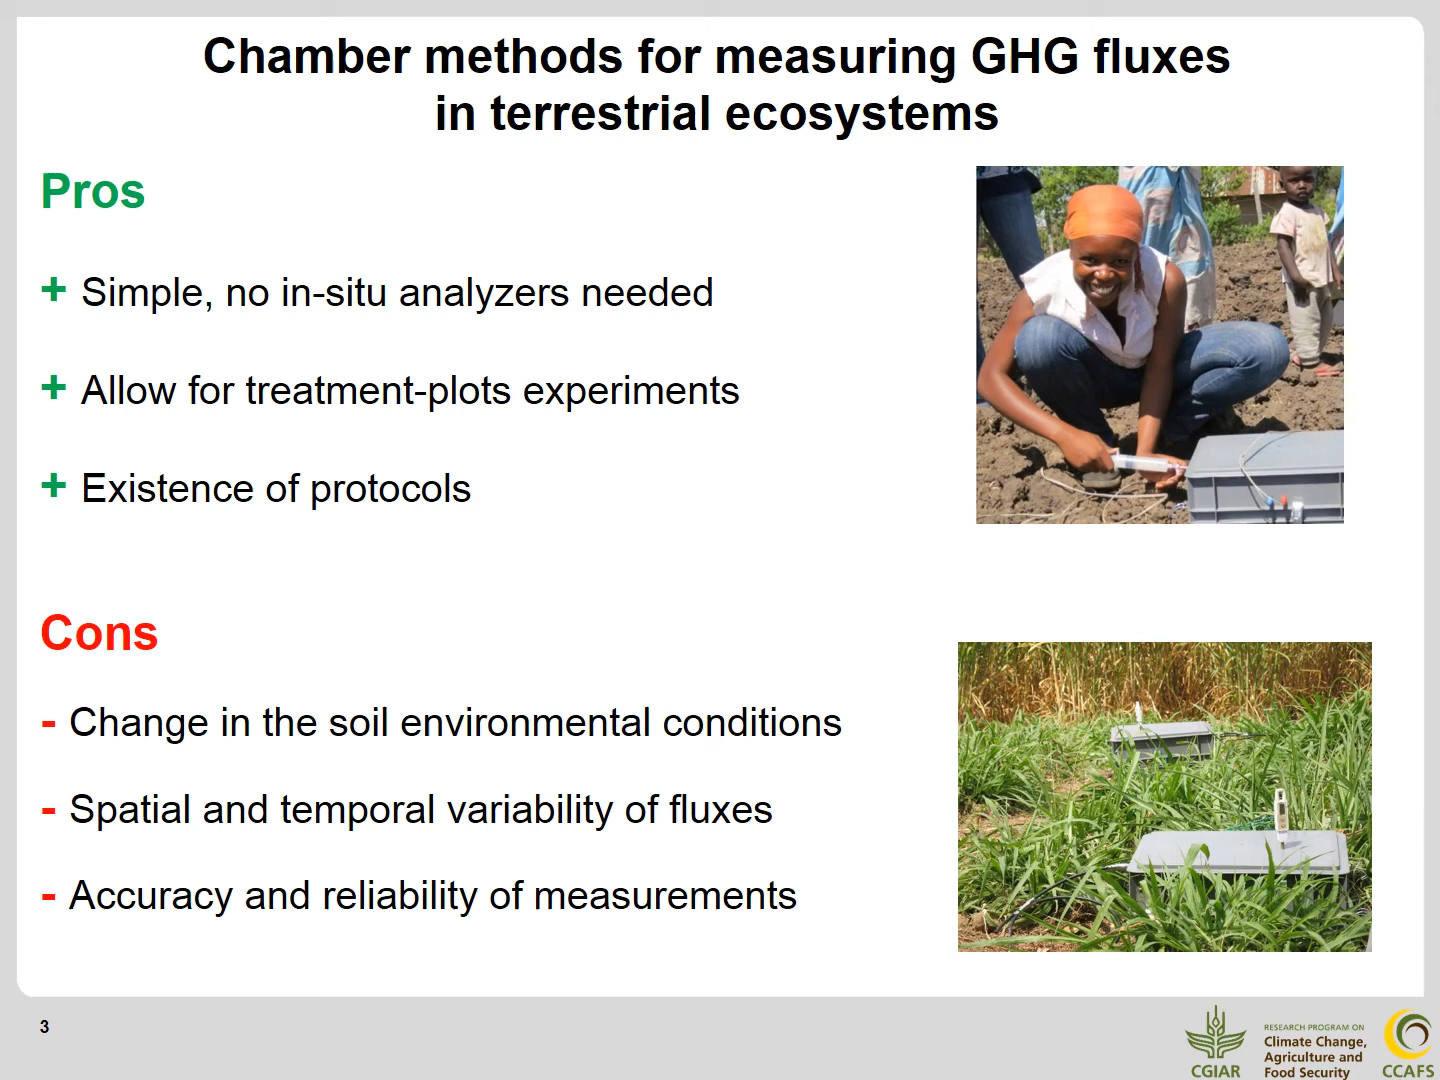 Chamber methods for measuring GHG fluxes
in terrestrial ecosystems
Pros
+ Simple, no in-situ analyzers needed
+ Allow for treatment-plots experiments
+ Existence of protocols
Cons
- Change in the soil environmental conditions
- Spatial and temporal variability of fluxes
- Accuracy and reliability of measurements
3
CGIAR
RESEARCH PROGRAM ON
Climate Change,
Agriculture and
Food Security
CCAFS